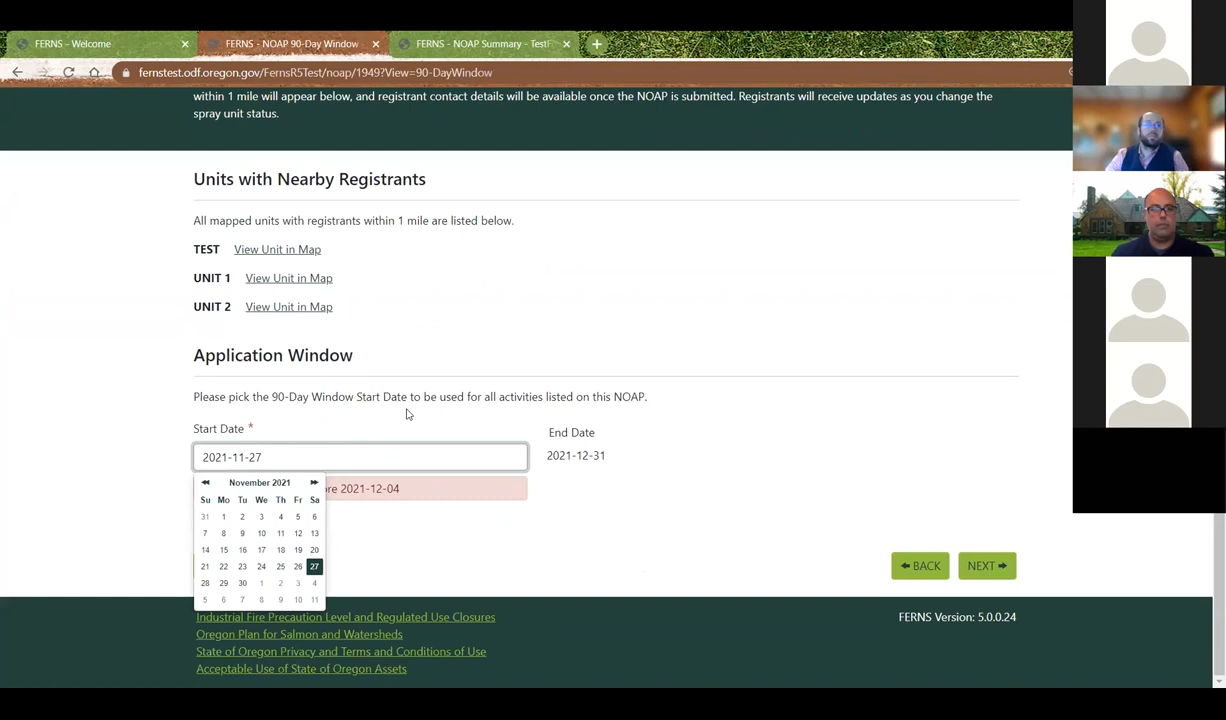 FERNS - Welcome
FERNS - NOAP 90-Day Window
FERNS - NOAP Summary - Test
fernstest.odf.oregon.gov/FernsR5Test/noap/1949?View=90-DayWindow
within 1 mile will appear below, and registrant contact details will be available once the NOAP is submitted. Registrants will receive updates as you change the
spray unit status.
Units with Nearby Registrants
All mapped units with registrants within 1 mile are listed below.
TEST View Unit in Map
UNIT 1 View Unit in Map
UNIT 2 View Unit in Map
Application Window
Please pick the 90-Day Window Start Date to be used for all activities listed on this NOAP.
Start Date *
End Date
2021-11-27
2021-12-31
November 2021
re 2021-12-04
Su Mo Tu We Th Fr Sa
31 1 2 3 4 5 6
7 8 9 10 11 12 13
14 15 16 17 18 19 20
21 22 23 24 25 26 27
28 29 30 1 2 3 4
5 6 7 8 9 10 11
BACK
NEXT
Industrial Fire Precaution Level and Regulated Use Closures
FERNS Version: 5.0.0.24
Oregon Plan for Salmon and Watersheds
State of Oregon Privacy and Terms and Conditions of Use
Acceptable Use of State of Oregon Assets